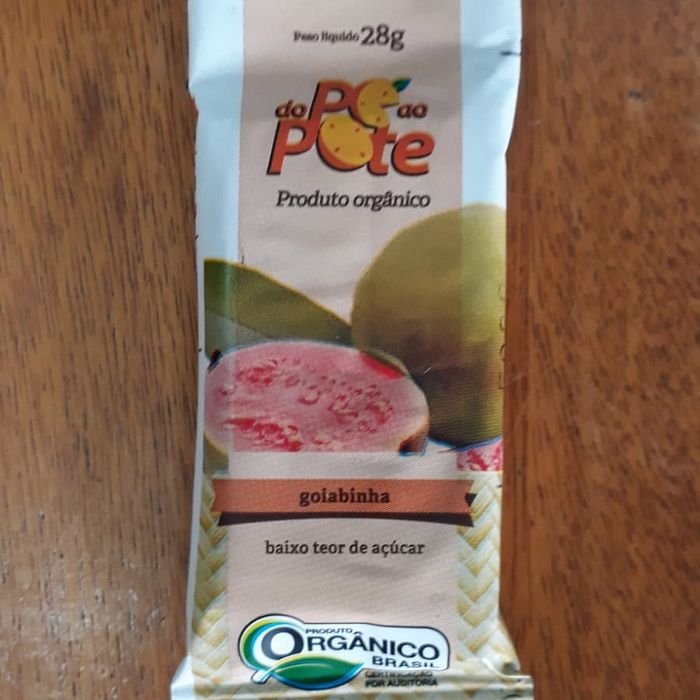 Peso líquido 28g
do Pé ao
Pote
Produto orgânico
goiabinha
baixo teor de açúcar
PRODUTO
ORGÂNICO
BRASIL
CERTIFICAÇÃO
POR AUDITORIA